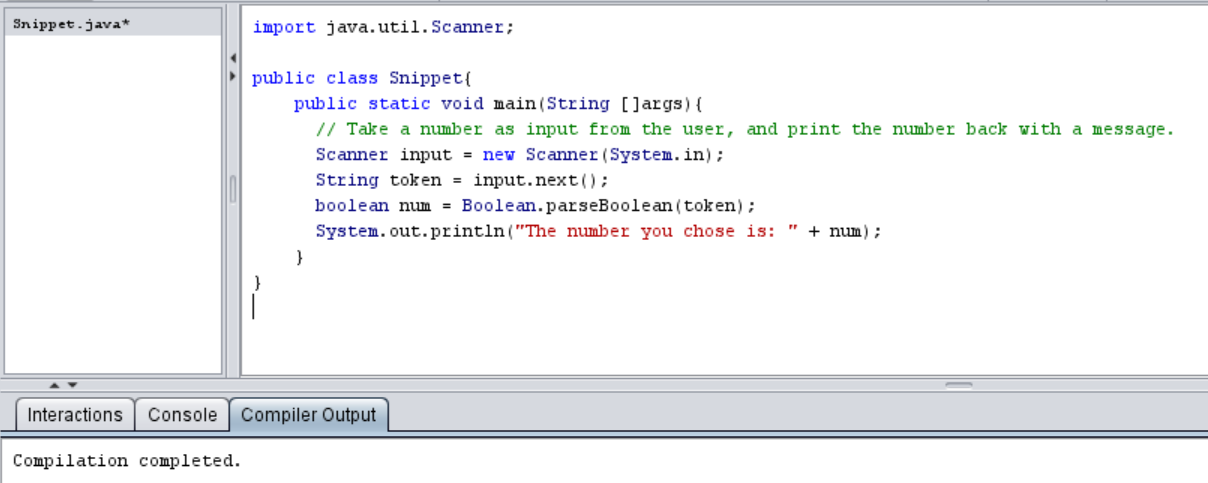 Snippet.java*
import java.util.Scanner;
public class Snippet{
public static void main(String []args){
// Take a number as input from the user, and print the number back with a message.
Scanner input = new Scanner(System.in);
String token = input.next();
boolean num = Boolean.parseBoolean(token);
System.out.println("The number you chose is: " + num);
}
}
Interactions Console Compiler Output
Compilation completed.